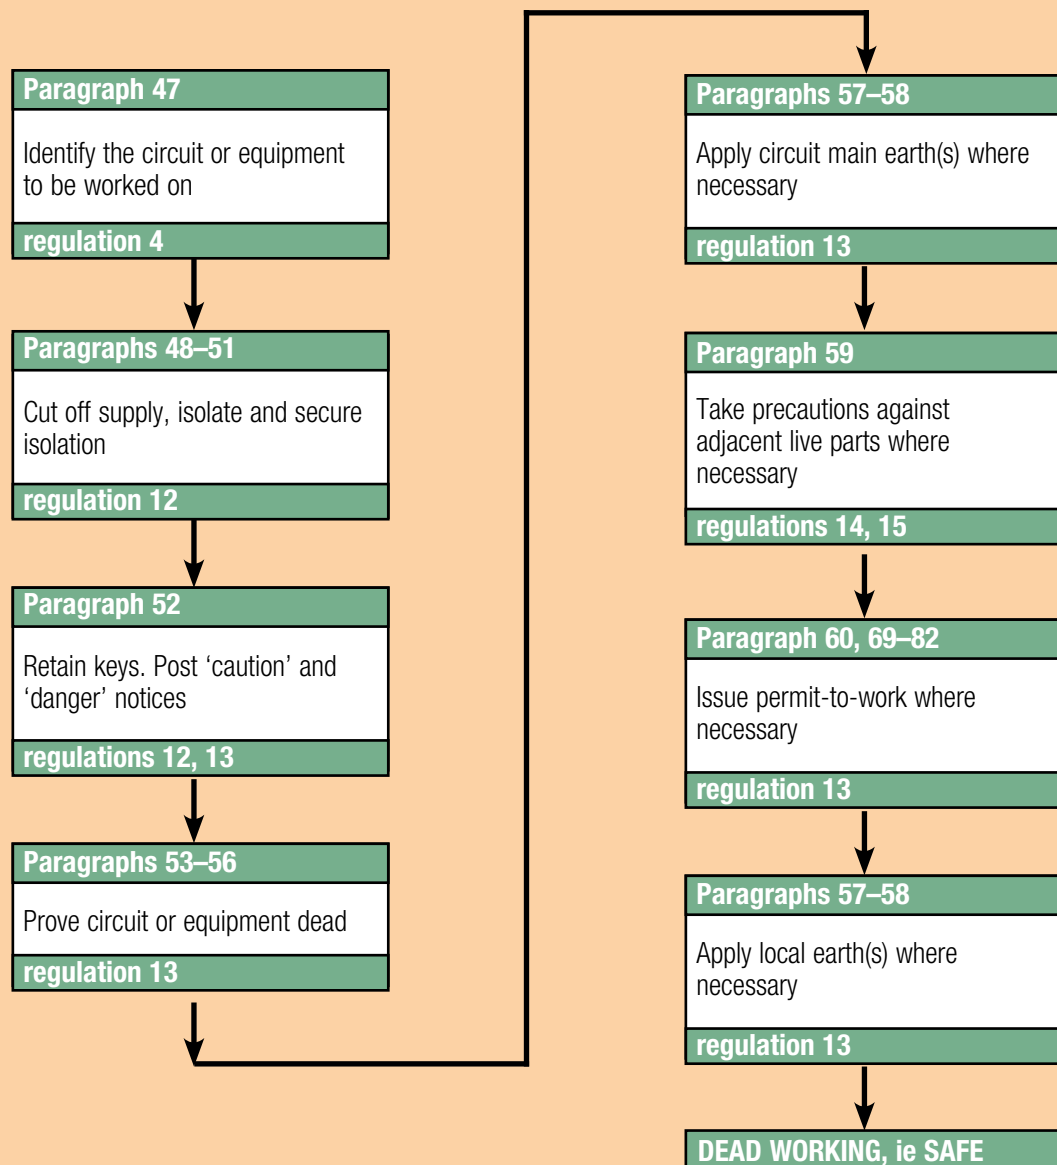 Paragraph 47
Identify the circuit or equipment
to be worked on
regulation 4
Paragraphs 48–51
Cut off supply, isolate and secure
isolation
regulation 12
Paragraph 52
Retain keys. Post ‘caution’ and
‘danger’ notices
regulations 12, 13
Paragraphs 53–56
Prove circuit or equipment dead
regulation 13
Paragraphs 57–58
Apply circuit main earth(s) where
necessary
regulation 13
Paragraph 59
Take precautions against
adjacent live parts where
necessary
regulations 14, 15
Paragraph 60, 69–82
Issue permit-to-work where
necessary
regulation 13
Paragraphs 57–58
Apply local earth(s) where
necessary
regulation 13
DEAD WORKING, ie SAFE